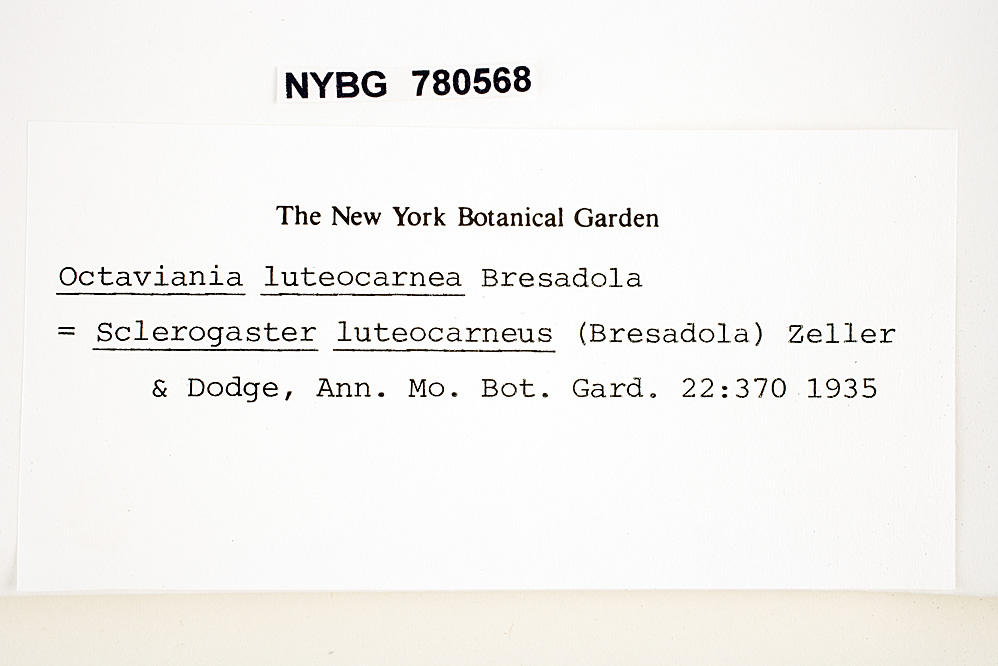 NYBG 780568
The New York Botanical Garden
Octaviania luteocarnea Bresadola
= Sclerogaster luteocarneus (Bresadola) Zeller
& Dodge, Ann. Mo. Bot. Gard. 22:370 1935